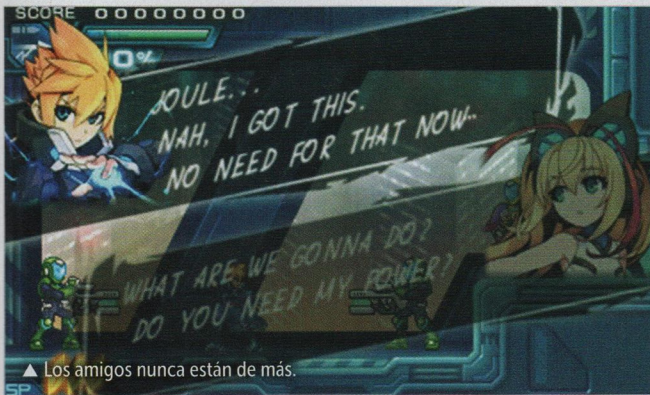 SCORE 00000000
0%
JOULE...
NAH, I GOT THIS.
NO NEED FOR THAT NOW.
WHAT ARE WE GONNA DO?
DO YOU NEED MY POWER?
▲ Los amigos nunca están de más.
SP